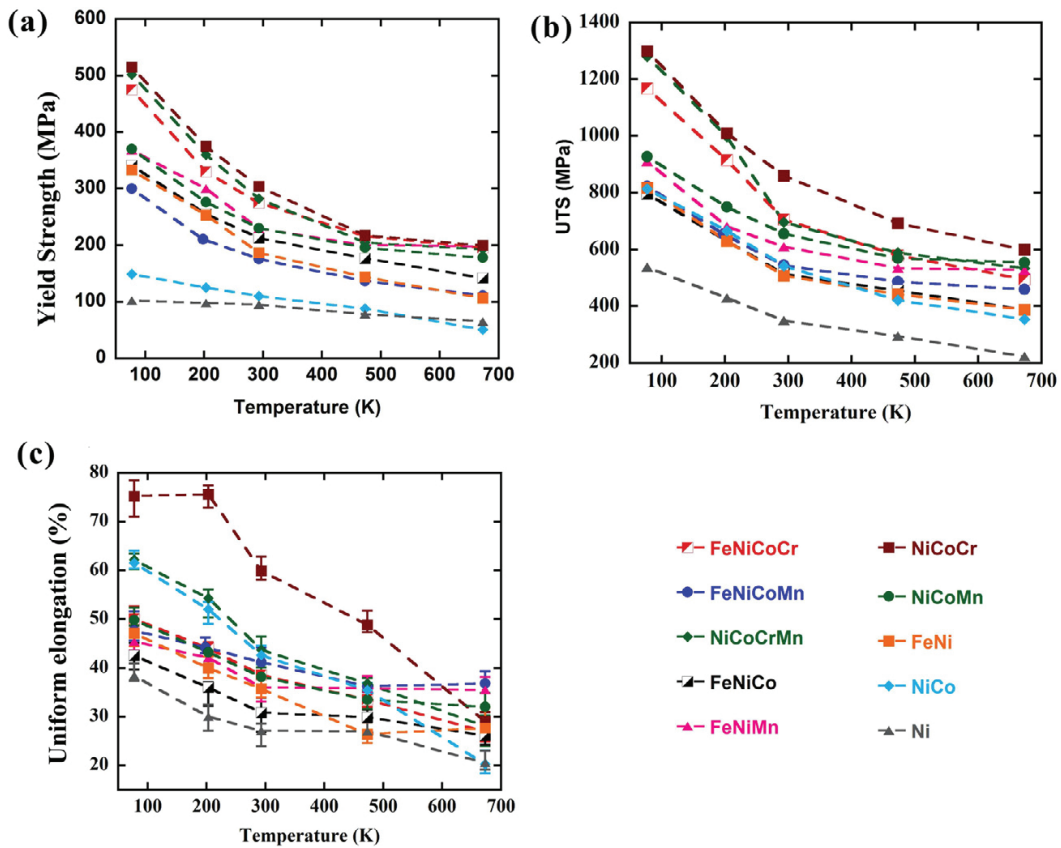 (a)
600
500
400
300
200
100
0
Yield Strength (MPa)
100 200 300 400 500 600 700
Temperature (K)
(b)
1400
1200
1000
800
600
400
200
UTS (MPa)
100 200 300 400 500 600 700
Temperature (K)
(c)
80
70
60
50
40
30
20
Uniform elongation (%)
100 200 300 400 500 600 700
Temperature (K)
FeNiCoCr NiCoCr
FeNiCoMn NiCoMn
NiCoCrMn FeNi
FeNiCo NiCo
FeNiMn Ni